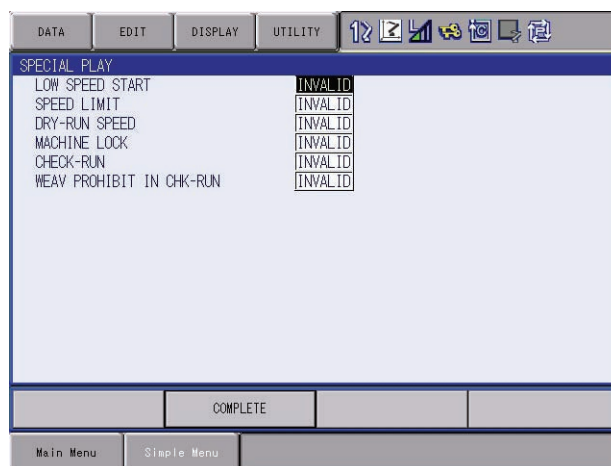 DATA EDIT DISPLAY UTILITY
SPECIAL PLAY
LOW SPEED START INVALID
SPEED LIMIT INVALID
DRY-RUN SPEED INVALID
MACHINE LOCK INVALID
CHECK-RUN INVALID
WEAV PROHIBIT IN CHK-RUN INVALID
COMPLETE
Main Menu Simple Menu